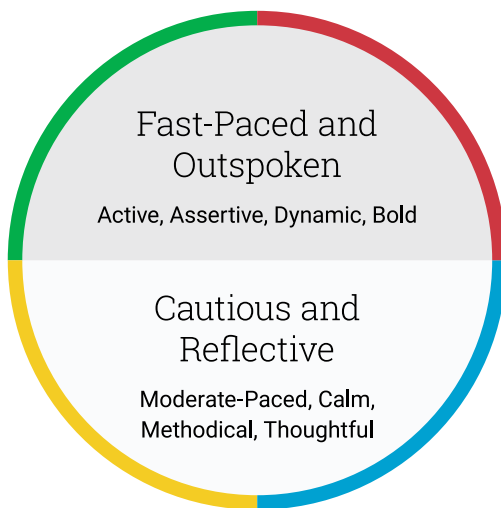 Fast-Paced and
Outspoken
Active, Assertive, Dynamic, Bold
Cautious and
Reflective
Moderate-Paced, Calm,
Methodical, Thoughtful